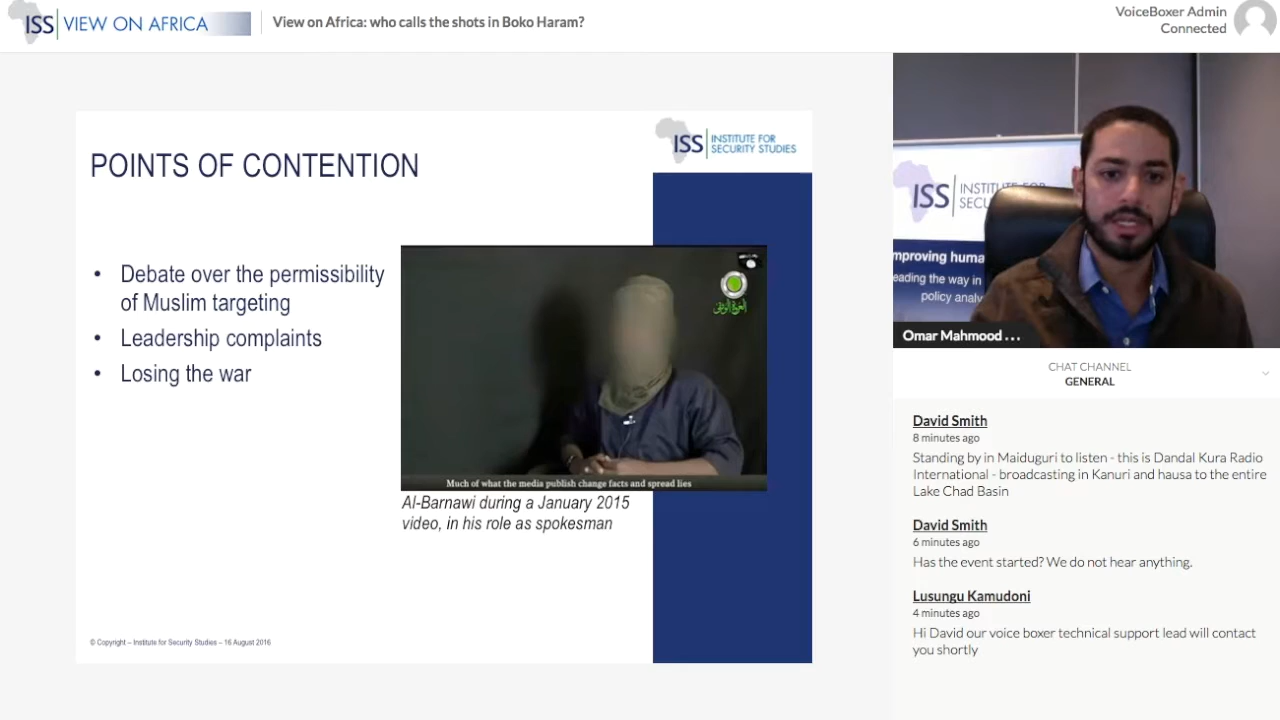 ISS VIEW ON AFRICA
View on Africa: who calls the shots in Boko Haram?
VoiceBoxer Admin
Connected
ISS INSTITUTE FOR
SECURITY STUDIES
POINTS OF CONTENTION
• Debate over the permissibility
of Muslim targeting
• Leadership complaints
• Losing the war
Much of what the media publish change facts and spread lies
Al-Barnawi during a January 2015
video, in his role as spokesman
© Copyright – Institute for Security Studies – 16 August 2016
ISS INSTITUTE FOR
SECU
mproving huma
eading the way in
policy analy
Omar Mahmood ...
CHAT CHANNEL
GENERAL
David Smith
8 minutes ago
Standing by in Maiduguri to listen - this is Dandal Kura Radio
International - broadcasting in Kanuri and hausa to the entire
Lake Chad Basin
David Smith
6 minutes ago
Has the event started? We do not hear anything.
Lusungu Kamudoni
4 minutes ago
Hi David our voice boxer technical support lead will contact
you shortly